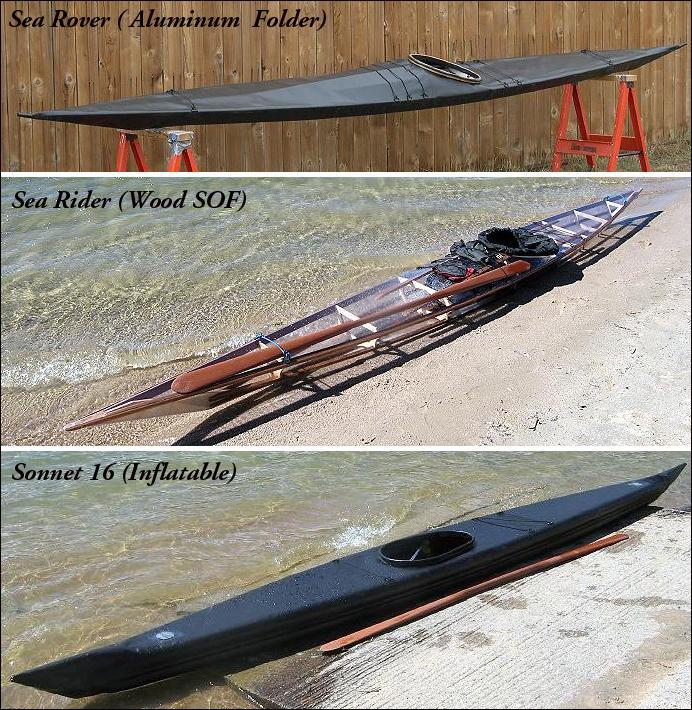 Sea Rover ( Aluminum Folder)
Sea Rider (Wood SOF)
Sonnet 16 (Inflatable)